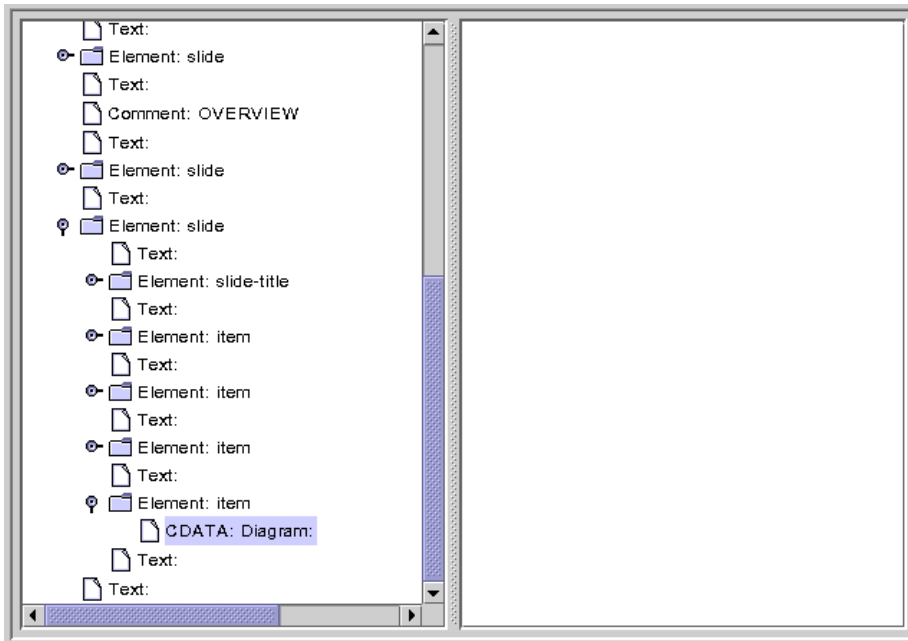 Text:
Element: slide
Text:
Comment: OVERVIEW
Text:
Element: slide
Text:
Element: slide
Text:
Element: slide-title
Text:
Element: item
Text:
Element: item
Text:
Element: item
Text:
Element: item
CDATA: Diagram:
Text:
Text: